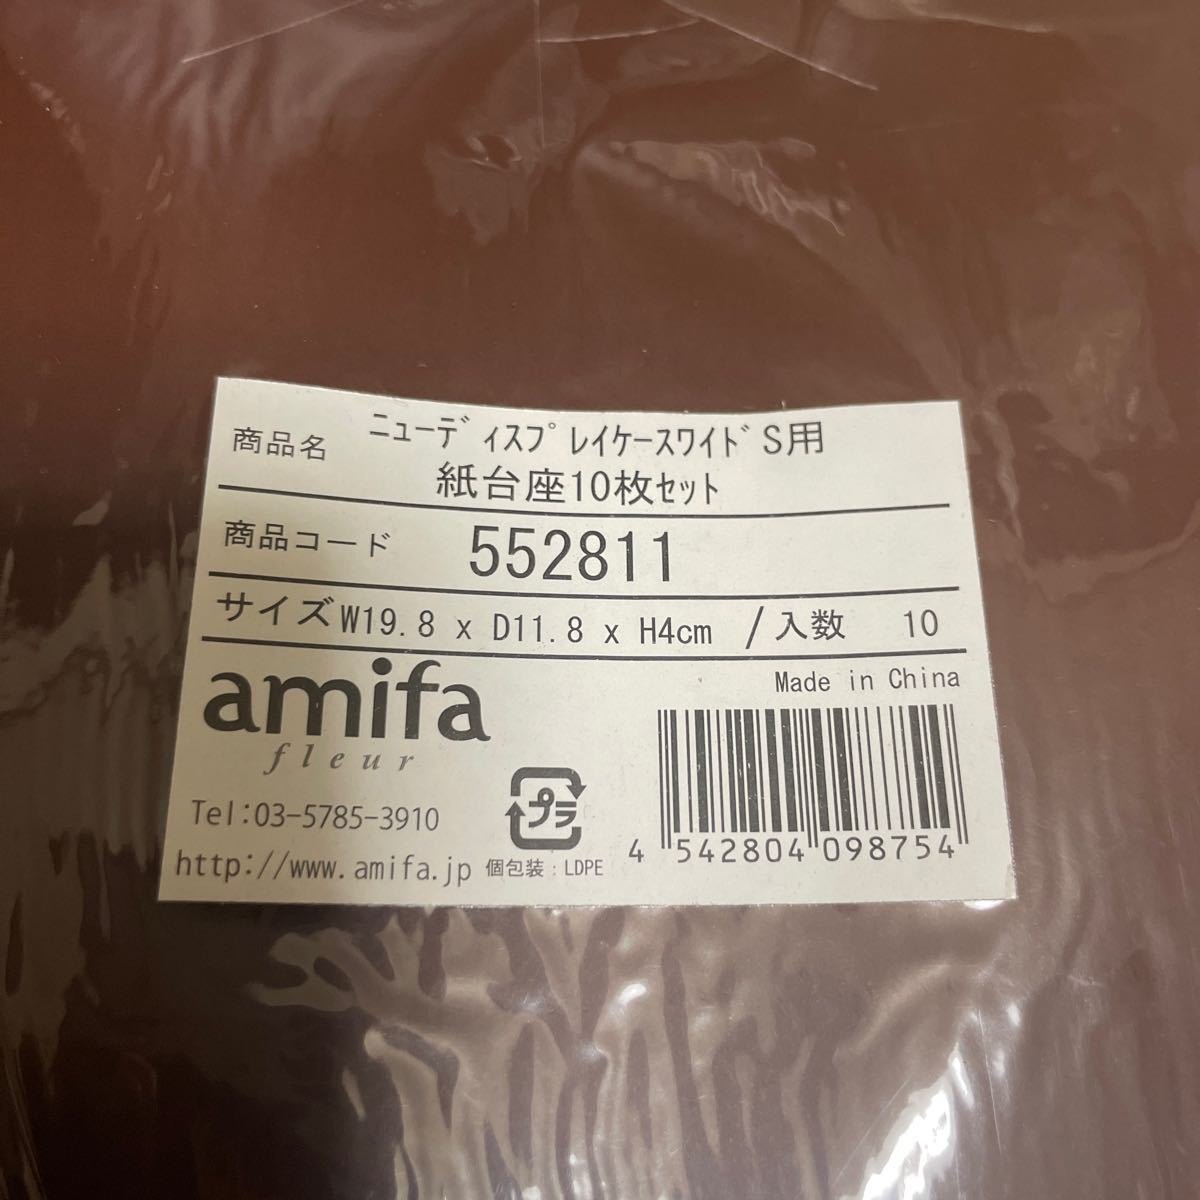 商品名 ﾆｭｰﾃﾞｨｽﾌﾟﾚｲｹｰｽﾜｲﾄﾞS用
紙台座10枚ｾｯﾄ
商品コード 552811
サイズ W19.8 x D11.8 x H4cm / 入数 10
amifa
fleur
Made in China
Tel:03-5785-3910
プラ
http://www.amifa.jp 個包装：LDPE
4 542804 098754